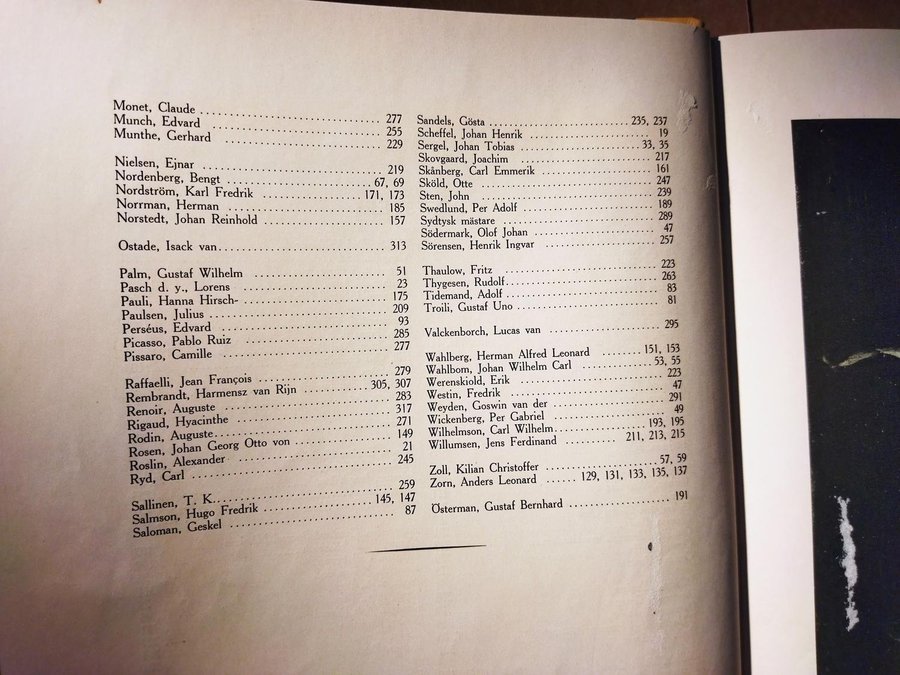 Monet, Claude 277
Munch, Edvard 255
Munthe, Gerhard 229
Nielsen, Ejnar 219
Nordenberg, Bengt 67, 69
Nordström, Karl Fredrik 171, 173
Norrman, Herman 185
Norstedt, Johan Reinhold 157
Ostade, Isack van 313
Palm, Gustaf Wilhelm 51
Pasch d. y., Lorens 23
Pauli, Hanna Hirsch- 175
Paulsen, Julius 209
Perséus, Edvard 93
Picasso, Pablo Ruiz 285
Pissaro, Camille 277
Raffaelli, Jean François 279
Rembrandt, Harmensz van Rijn 305, 307
Renoir, Auguste 283
Rigaud, Hyacinthe 317
Rodin, Auguste 271
Rosen, Johan Georg Otto von 149
Roslin, Alexander 21
Ryd, Carl 245
Sallinen, T. K. 259
Salmson, Hugo Fredrik 145, 147
Saloman, Geskel 87
Sandels, Gösta 235, 237
Scheffel, Johan Henrik 19
Sergel, Johan Tobias 33, 35
Skovgaard, Joachim 217
Skånberg, Carl Emmerik 161
Sköld, Otte 247
Sten, John 239
Swedlund, Per Adolf 189
Sydtysk mästare 289
Södermark, Olof Johan 47
Sörensen, Henrik Ingvar 257
Thaulow, Fritz 223
Thygesen, Rudolf 263
Tidemand, Adolf 83
Troili, Gustaf Uno 81
Valckenborch, Lucas van 295
Wahlberg, Herman Alfred Leonard 151, 153
Wahlbom, Johan Wilhelm Carl 53, 55
Werenskiold, Erik 223
Westin, Fredrik 47
Weyden, Goswin van der 291
Wickenberg, Per Gabriel 49
Wilhelmson, Carl Wilhelm 193, 195
Willumsen, Jens Ferdinand 211, 213, 215
Zoll, Kilian Christoffer 57, 59
Zorn, Anders Leonard 129, 131, 133, 135, 137
Österman, Gustaf Bernhard 191